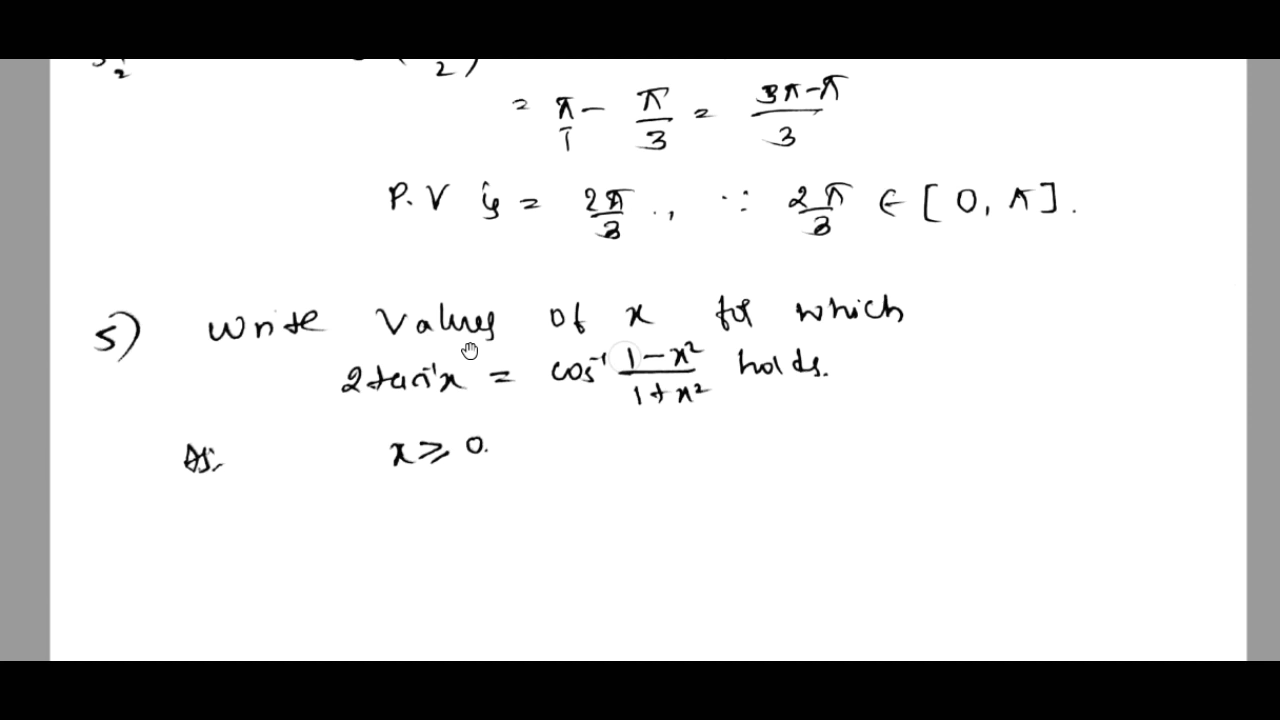 = π/1 - π/3 = 3π-π/3
P.V is = 2π/3 ., ∵ 2π/3 ∈ [0, π].
5) Write values of x for which
2tan⁻¹x = cos⁻¹ 1-x²/1+x² holds.
As, x ≥ 0.